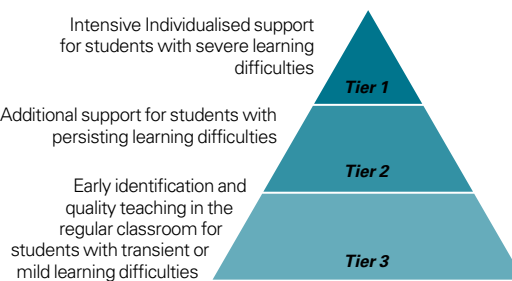 Intensive Individualised support
for students with severe learning
difficulties
Tier 1
Additional support for students with
persisting learning difficulties
Tier 2
Early identification and
quality teaching in the
regular classroom for
students with transient or
mild learning difficulties
Tier 3